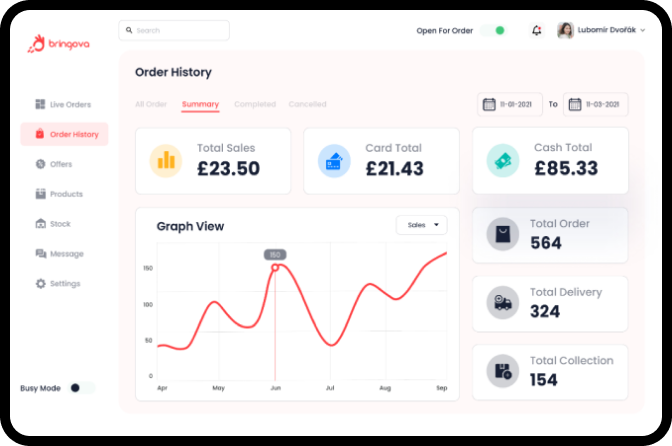 bringova
Search
Open For Order
Lubomir Dvořák
Live Orders
Order History
Offers
Products
Stock
Message
Settings
Busy Mode
Order History
All Order
Summary
Completed
Cancelled
11-01-2021
To
11-03-2021
Total Sales
£23.50
Card Total
£21.43
Cash Total
£85.33
Graph View
Sales
150
150
100
50
0
Apr
May
Jun
Jul
Aug
Sep
Total Order
564
Total Delivery
324
Total Collection
154